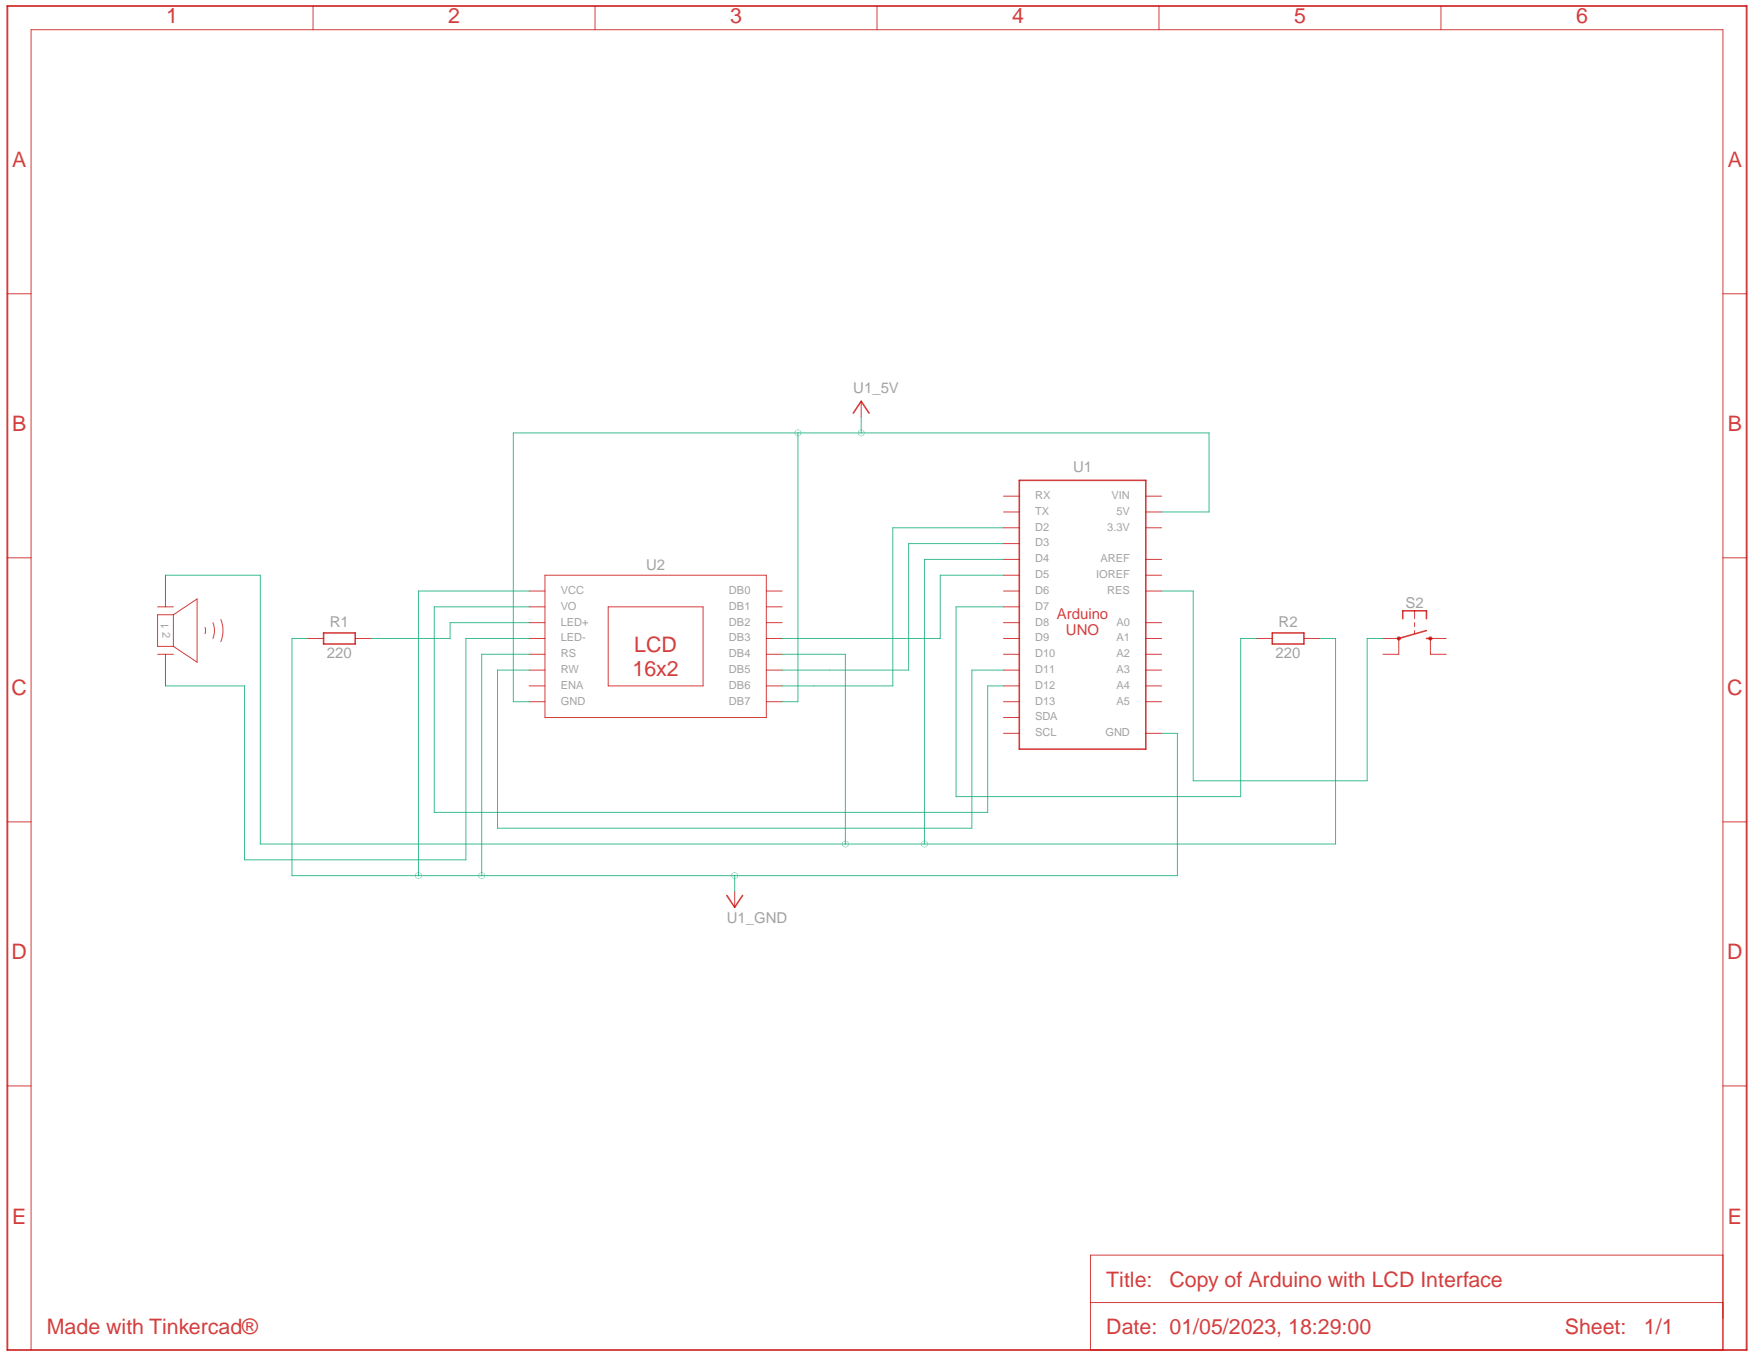 1 2 3 4 5 6
A A
U1_5V
B B
U1
RX VIN
TX 5V
D2 3.3V
D3
D4 AREF
D5 IOREF
D6 RES
D7
D8 A0
D9 A1
D10 A2
D11 A3
D12 A4
D13 A5
SDA
SCL GND
Arduino
UNO
U2
VCC DB0
VO DB1
LED+ DB2
LED- DB3
RS DB4
RW DB5
ENA DB6
GND DB7
LCD
16x2
1 2
R1
220
R2
220
S2
C C
U1_GND
D D
E E
Title: Copy of Arduino with LCD Interface
Made with Tinkercad®
Date: 01/05/2023, 18:29:00 Sheet: 1/1